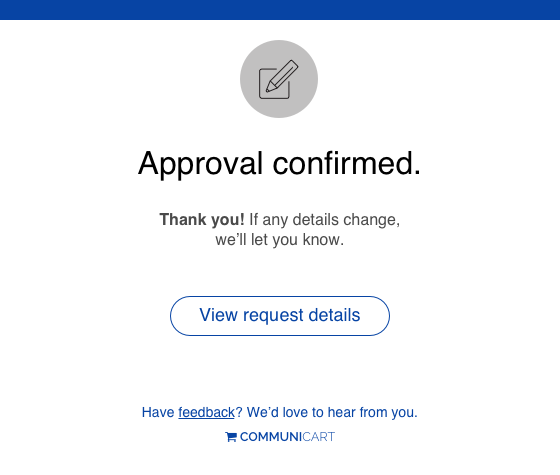 Approval confirmed.
Thank you! If any details change,
we’ll let you know.
View request details
Have feedback? We’d love to hear from you.
COMMUNICART